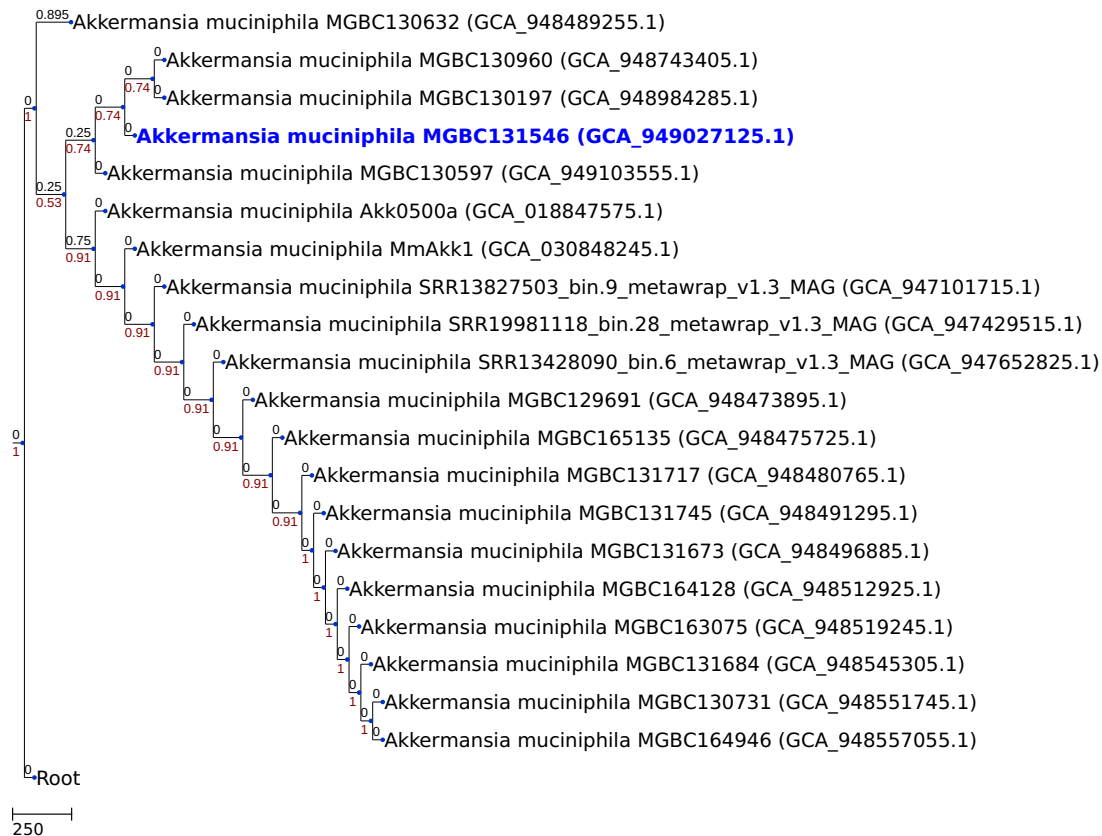 0.895 Akkermansia muciniphila MGBC130632 (GCA_948489255.1)
0 Akkermansia muciniphila MGBC130960 (GCA_948743405.1)
0
0.74
0 Akkermansia muciniphila MGBC130197 (GCA_948984285.1)
0
1
0
0.74
0 Akkermansia muciniphila MGBC131546 (GCA_949027125.1)
0.25
0.74
0 Akkermansia muciniphila MGBC130597 (GCA_949103555.1)
0.25
0.53
0 Akkermansia muciniphila Akk0500a (GCA_018847575.1)
0.75
0.91
0 Akkermansia muciniphila MmAkk1 (GCA_030848245.1)
0
0.91
0 Akkermansia muciniphila SRR13827503_bin.9_metawrap_v1.3_MAG (GCA_947101715.1)
0
0.91
0 Akkermansia muciniphila SRR19981118_bin.28_metawrap_v1.3_MAG (GCA_947429515.1)
0
0.91
0 Akkermansia muciniphila SRR13428090_bin.6_metawrap_v1.3_MAG (GCA_947652825.1)
0
0.91
0 Akkermansia muciniphila MGBC129691 (GCA_948473895.1)
0
0.91
0 Akkermansia muciniphila MGBC165135 (GCA_948475725.1)
0
1
0
0.91
0 Akkermansia muciniphila MGBC131717 (GCA_948480765.1)
0
0.91
0 Akkermansia muciniphila MGBC131745 (GCA_948491295.1)
0
1
0 Akkermansia muciniphila MGBC131673 (GCA_948496885.1)
0
1
0 Akkermansia muciniphila MGBC164128 (GCA_948512925.1)
0
1
0 Akkermansia muciniphila MGBC163075 (GCA_948519245.1)
0
1
0 Akkermansia muciniphila MGBC131684 (GCA_948545305.1)
0
1
0 Akkermansia muciniphila MGBC130731 (GCA_948551745.1)
0
1
0 Akkermansia muciniphila MGBC164946 (GCA_948557055.1)
0 Root
250